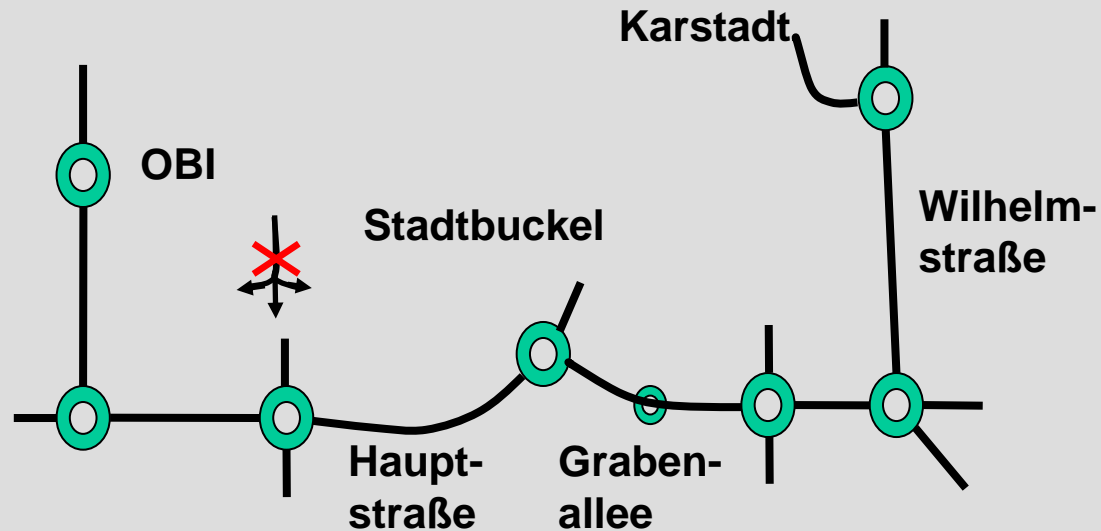 Karstadt
OBI
Stadtbuckel
Wilhelm-
straße
Haupt-
straße
Graben-
allee